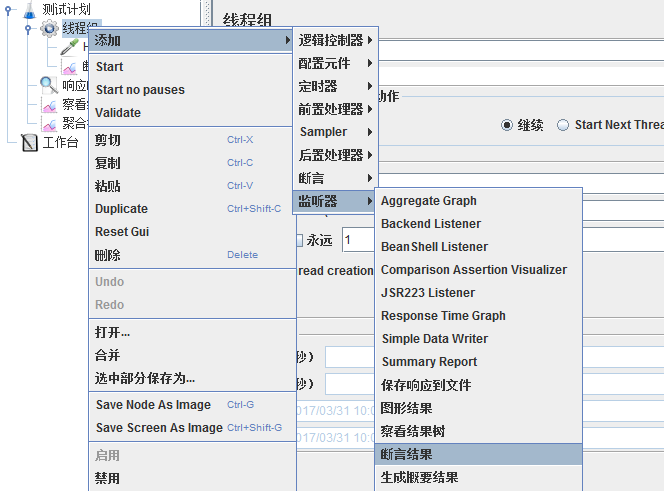 测试计划
线程组
线程组
添加
Start
Start no pauses
Validate
剪切 Ctrl-X
复制 Ctrl-C
粘贴 Ctrl-V
Duplicate Ctrl+Shift-C
Reset Gui
删除 Delete
Undo
Redo
打开...
合并
选中部分保存为...
Save Node As Image Ctrl-G
Save Screen As Image Ctrl+Shift-G
启用
禁用
H
断
响应
察看
聚合
工作台
逻辑控制器
配置元件
定时器
前置处理器
Sampler
后置处理器
断言
监听器
动作
继续 Start Next Threa
永远 1
read creation
秒）
秒）
2017/03/31 10:0
2017/03/31 10:
Aggregate Graph
Backend Listener
BeanShell Listener
Comparison Assertion Visualizer
JSR223 Listener
Response Time Graph
Simple Data Writer
Summary Report
保存响应到文件
图形结果
察看结果树
断言结果
生成概要结果